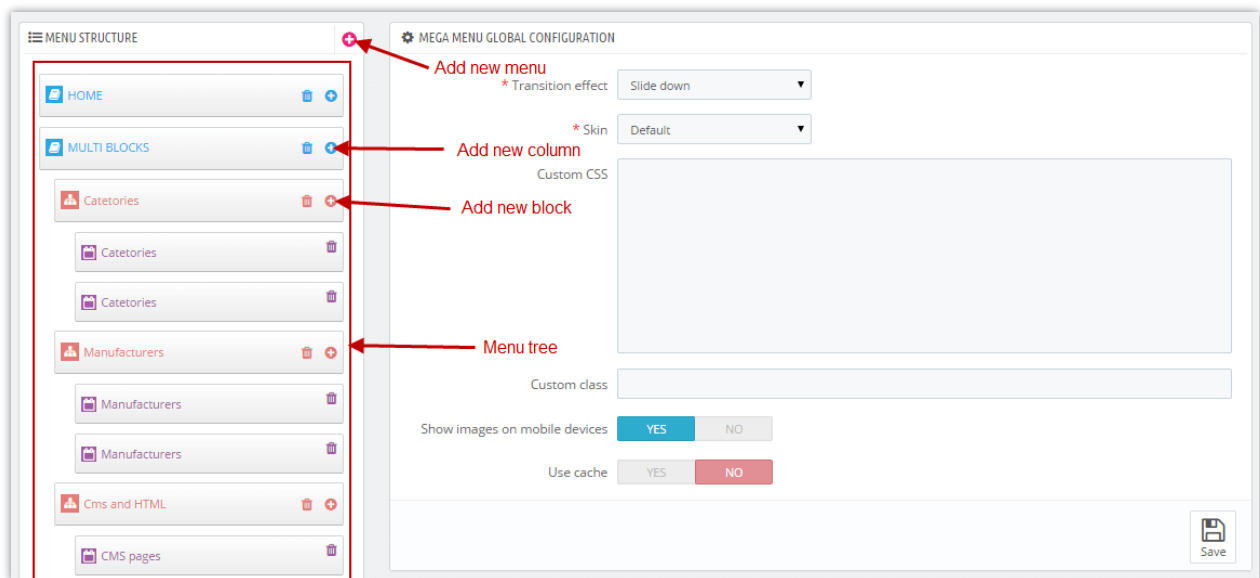 MENU STRUCTURE
HOME
MULTI BLOCKS
Catetories
Catetories
Catetories
Manufacturers
Manufacturers
Manufacturers
Cms and HTML
CMS pages
Add new menu
Add new column
Add new block
Menu tree
MEGA MENU GLOBAL CONFIGURATION
* Transition effect Slide down
* Skin Default
Custom CSS
Custom class
Show images on mobile devices YES NO
Use cache YES NO
Save